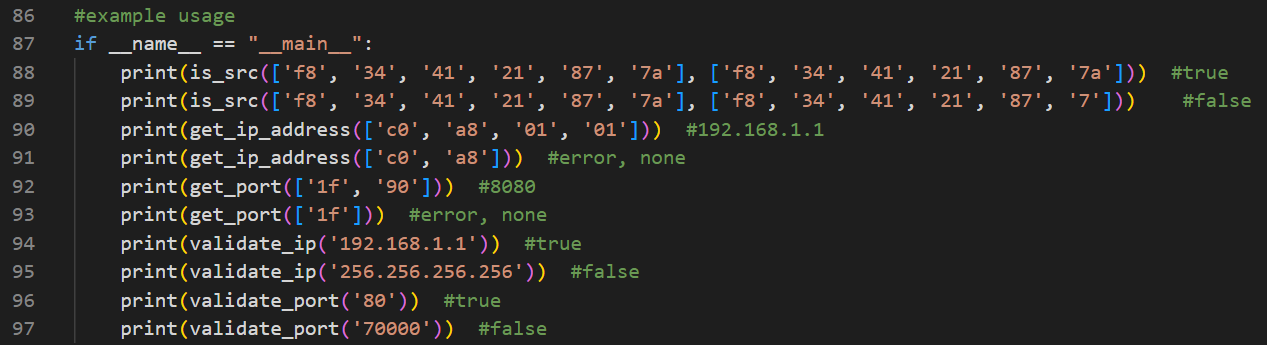 86 #example usage
87 if __name__ == "__main__":
88     print(is_src(['f8', '34', '41', '21', '87', '7a'], ['f8', '34', '41', '21', '87', '7a']))  #true
89     print(is_src(['f8', '34', '41', '21', '87', '7a'], ['f8', '34', '41', '21', '87', '7']))    #false
90     print(get_ip_address(['c0', 'a8', '01', '01']))  #192.168.1.1
91     print(get_ip_address(['c0', 'a8']))  #error, none
92     print(get_port(['1f', '90']))  #8080
93     print(get_port(['1f']))  #error, none
94     print(validate_ip('192.168.1.1'))  #true
95     print(validate_ip('256.256.256.256'))  #false
96     print(validate_port('80'))  #true
97     print(validate_port('70000'))  #false